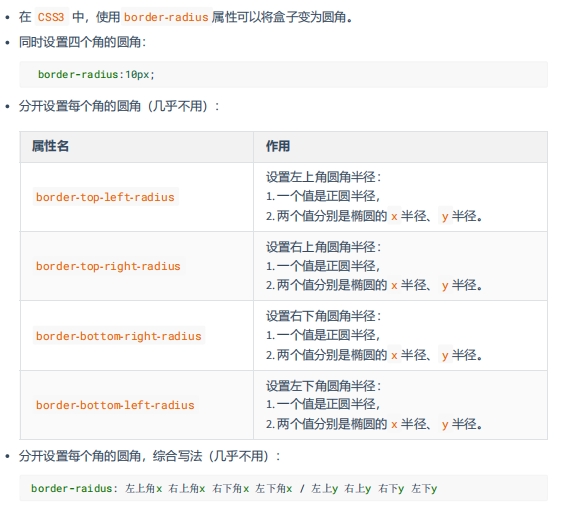 在 CSS3 中，使用 border-radius 属性可以将盒子变为圆角。
同时设置四个角的圆角：
border-radius:10px;
分开设置每个角的圆角（几乎不用）：
属性名 作用
border-top-left-radius
设置左上角圆角半径：
1. 一个值是正圆半径，
2. 两个值分别是椭圆的 x 半径、 y 半径。
border-top-right-radius
设置右上角圆角半径：
1. 一个值是正圆半径，
2. 两个值分别是椭圆的 x 半径、 y 半径。
border-bottom-right-radius
设置右下角圆角半径：
1. 一个值是正圆半径，
2. 两个值分别是椭圆的 x 半径、 y 半径。
border-bottom-left-radius
设置左下角圆角半径：
1. 一个值是正圆半径，
2. 两个值分别是椭圆的 x 半径、 y 半径。
分开设置每个角的圆角，综合写法（几乎不用）：
border-raidus: 左上角x 右上角x 右下角x 左下角x / 左上y 右上y 右下y 左下y